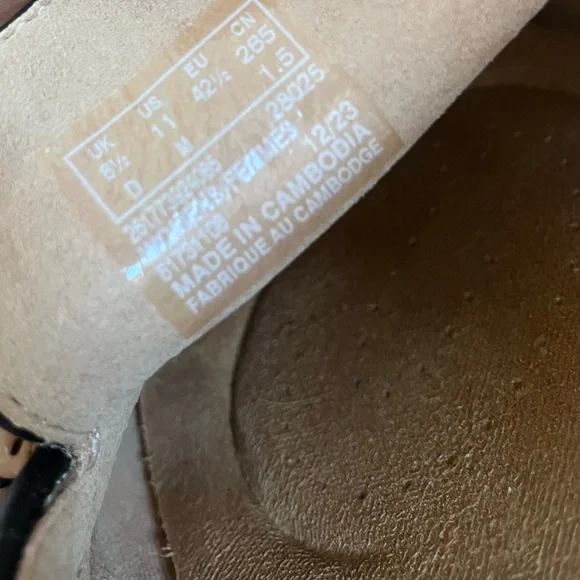 UK US EU CN
8½ 11 42½ 265
D M 1.5
28025
12/23
MADE IN CAMBODIA
FABRIQUE AU CAMBODGE